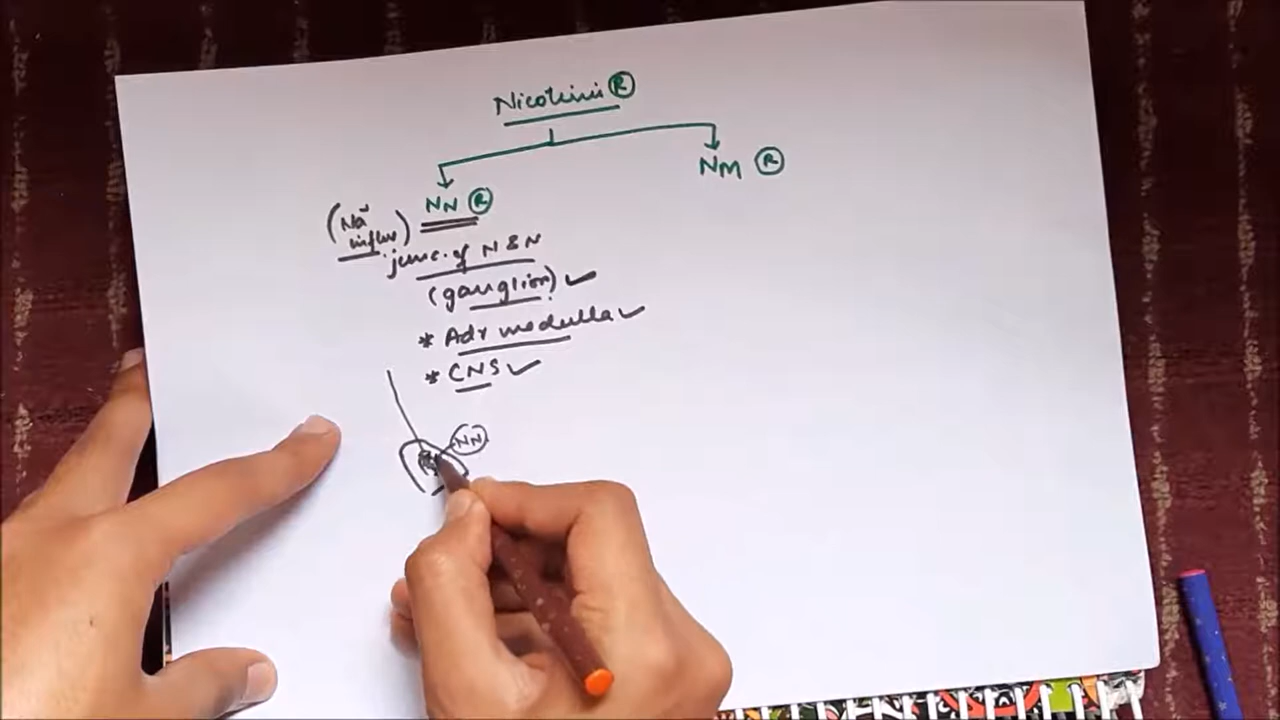 Nicotinic Ⓡ
NN Ⓡ
NM Ⓡ
(Na+ influx)
junc. of N & N
(ganglion) ✓
* Adr medulla ✓
* CNS ✓
NN